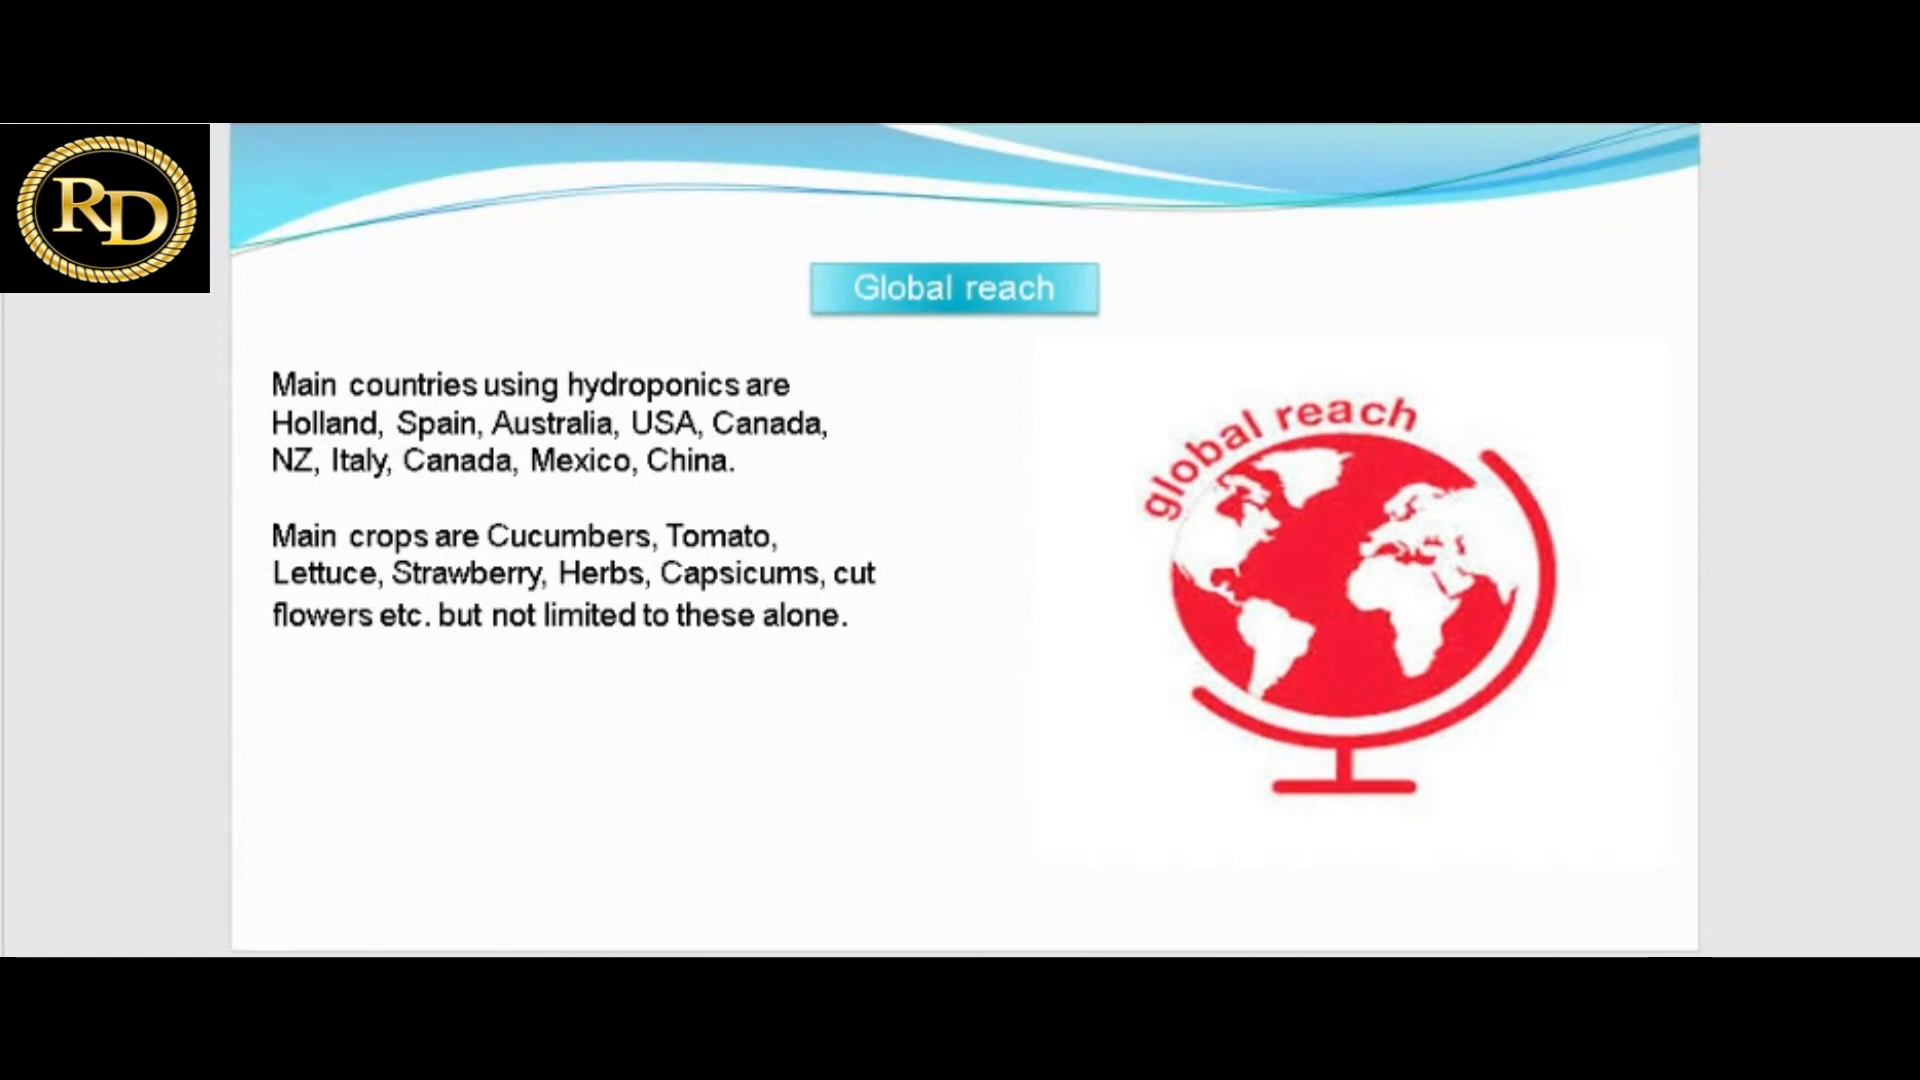 RD
Global reach
Main countries using hydroponics are
Holland, Spain, Australia, USA, Canada,
NZ, Italy, Canada, Mexico, China.
Main crops are Cucumbers, Tomato,
Lettuce, Strawberry, Herbs, Capsicums, cut
flowers etc. but not limited to these alone.
global reach